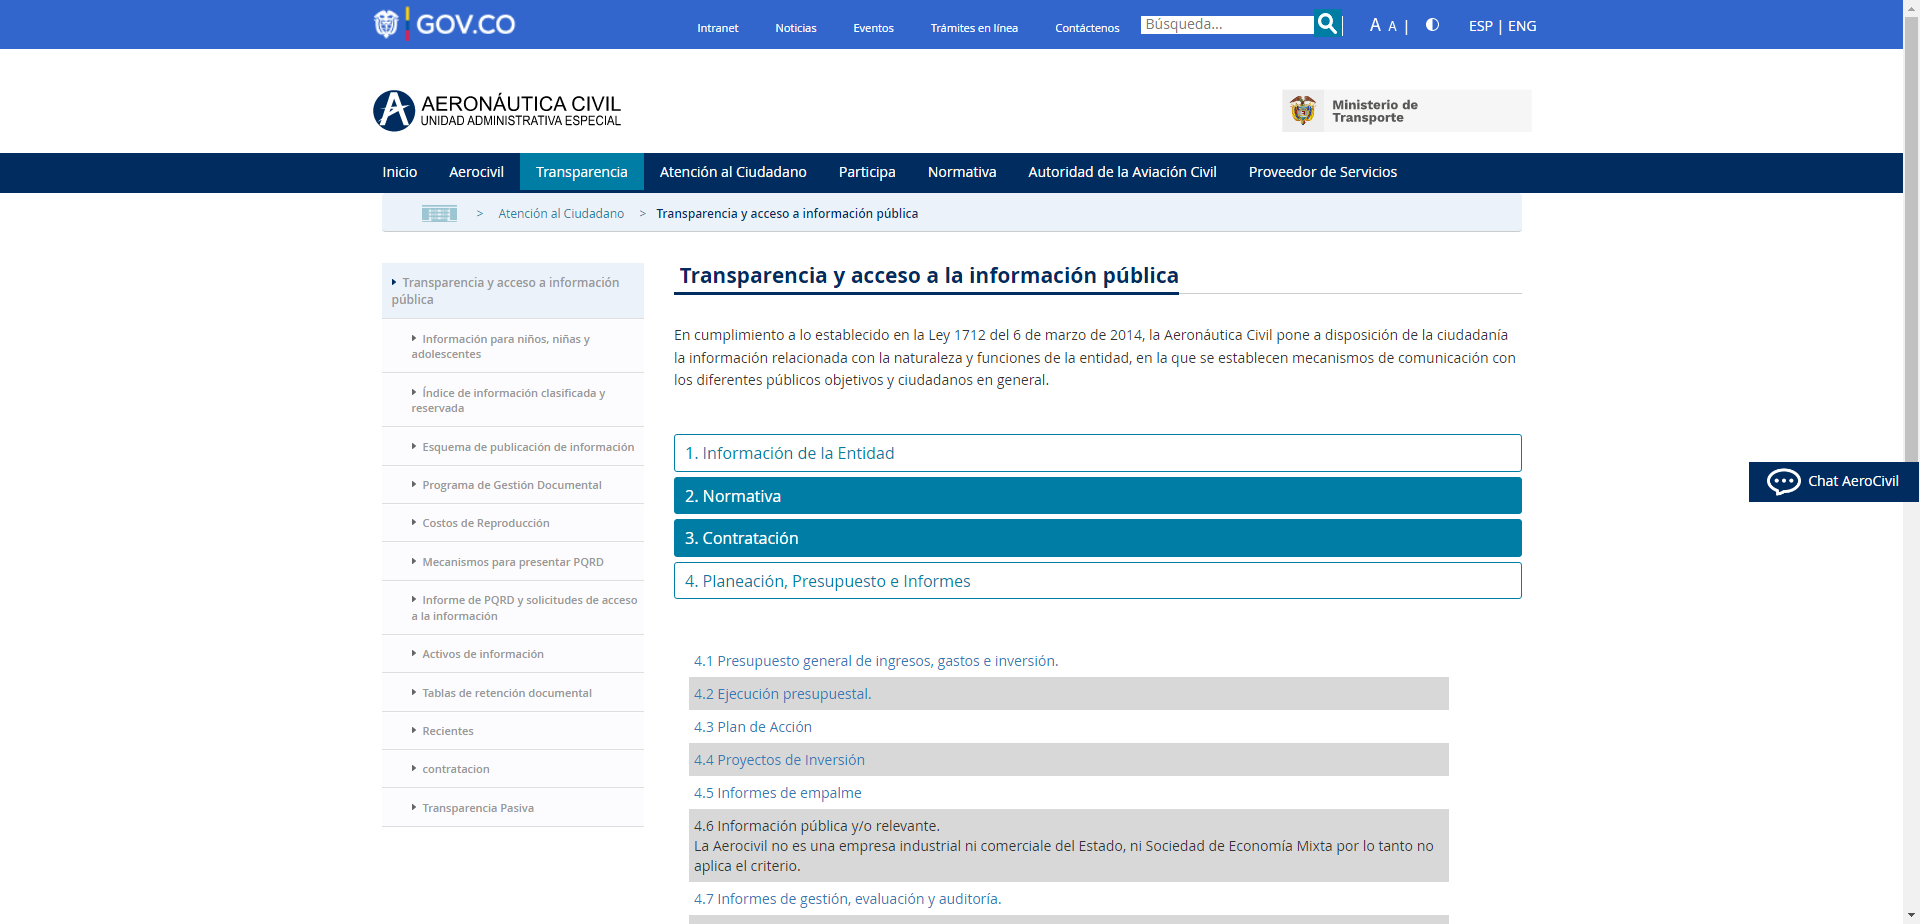 GOV.CO
Intranet
Noticias
Eventos
Trámites en línea
Contáctenos
Búsqueda...
A A |
ESP | ENG
AERONÁUTICA CIVIL
UNIDAD ADMINISTRATIVA ESPECIAL
Ministerio de
Transporte
Inicio
Aerocivil
Transparencia
Atención al Ciudadano
Participa
Normativa
Autoridad de la Aviación Civil
Proveedor de Servicios
> Atención al Ciudadano > Transparencia y acceso a información pública
Transparencia y acceso a información
pública
Información para niños, niñas y
adolescentes
Índice de información clasificada y
reservada
Esquema de publicación de información
Programa de Gestión Documental
Costos de Reproducción
Mecanismos para presentar PQRD
Informe de PQRD y solicitudes de acceso
a la información
Activos de información
Tablas de retención documental
Recientes
contratacion
Transparencia Pasiva
Transparencia y acceso a la información pública
En cumplimiento a lo establecido en la Ley 1712 del 6 de marzo de 2014, la Aeronáutica Civil pone a disposición de la ciudadanía
la información relacionada con la naturaleza y funciones de la entidad, en la que se establecen mecanismos de comunicación con
los diferentes públicos objetivos y ciudadanos en general.
1. Información de la Entidad
2. Normativa
3. Contratación
4. Planeación, Presupuesto e Informes
4.1 Presupuesto general de ingresos, gastos e inversión.
4.2 Ejecución presupuestal.
4.3 Plan de Acción
4.4 Proyectos de Inversión
4.5 Informes de empalme
4.6 Información pública y/o relevante.
La Aerocivil no es una empresa industrial ni comerciale del Estado, ni Sociedad de Economía Mixta por lo tanto no
aplica el criterio.
4.7 Informes de gestión, evaluación y auditoría.
Chat AeroCivil